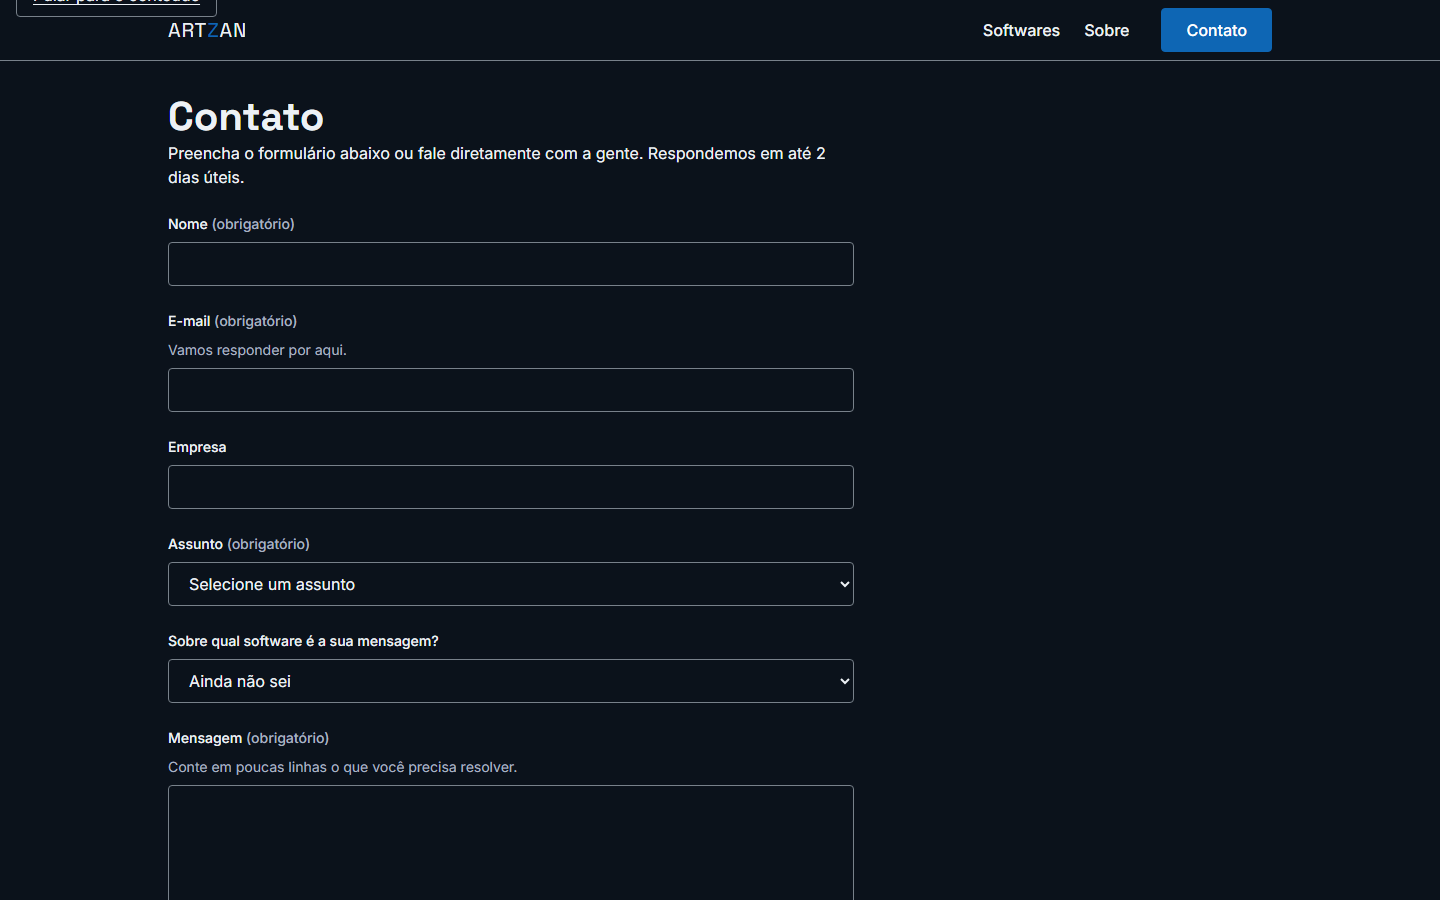 ARTZAN
Softwares
Sobre
Contato
Contato
Preencha o formulário abaixo ou fale diretamente com a gente. Respondemos em até 2
dias úteis.
Nome (obrigatório)
E-mail (obrigatório)
Vamos responder por aqui.
Empresa
Assunto (obrigatório)
Selecione um assunto
Sobre qual software é a sua mensagem?
Ainda não sei
Mensagem (obrigatório)
Conte em poucas linhas o que você precisa resolver.